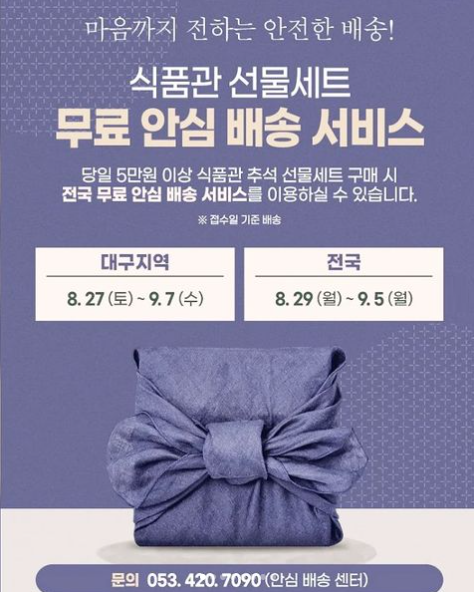 마음까지 전하는 안전한 배송!
식품관 선물세트
무료 안심 배송 서비스
당일 5만원 이상 식품관 추석 선물세트 구매 시
전국 무료 안심 배송 서비스를 이용하실 수 있습니다.
※ 접수일 기준 배송
대구지역
8. 27 (토) ~ 9. 7 (수)
전국
8. 29 (월) ~ 9. 5 (월)
문의 053. 420. 7090 (안심 배송 센터)